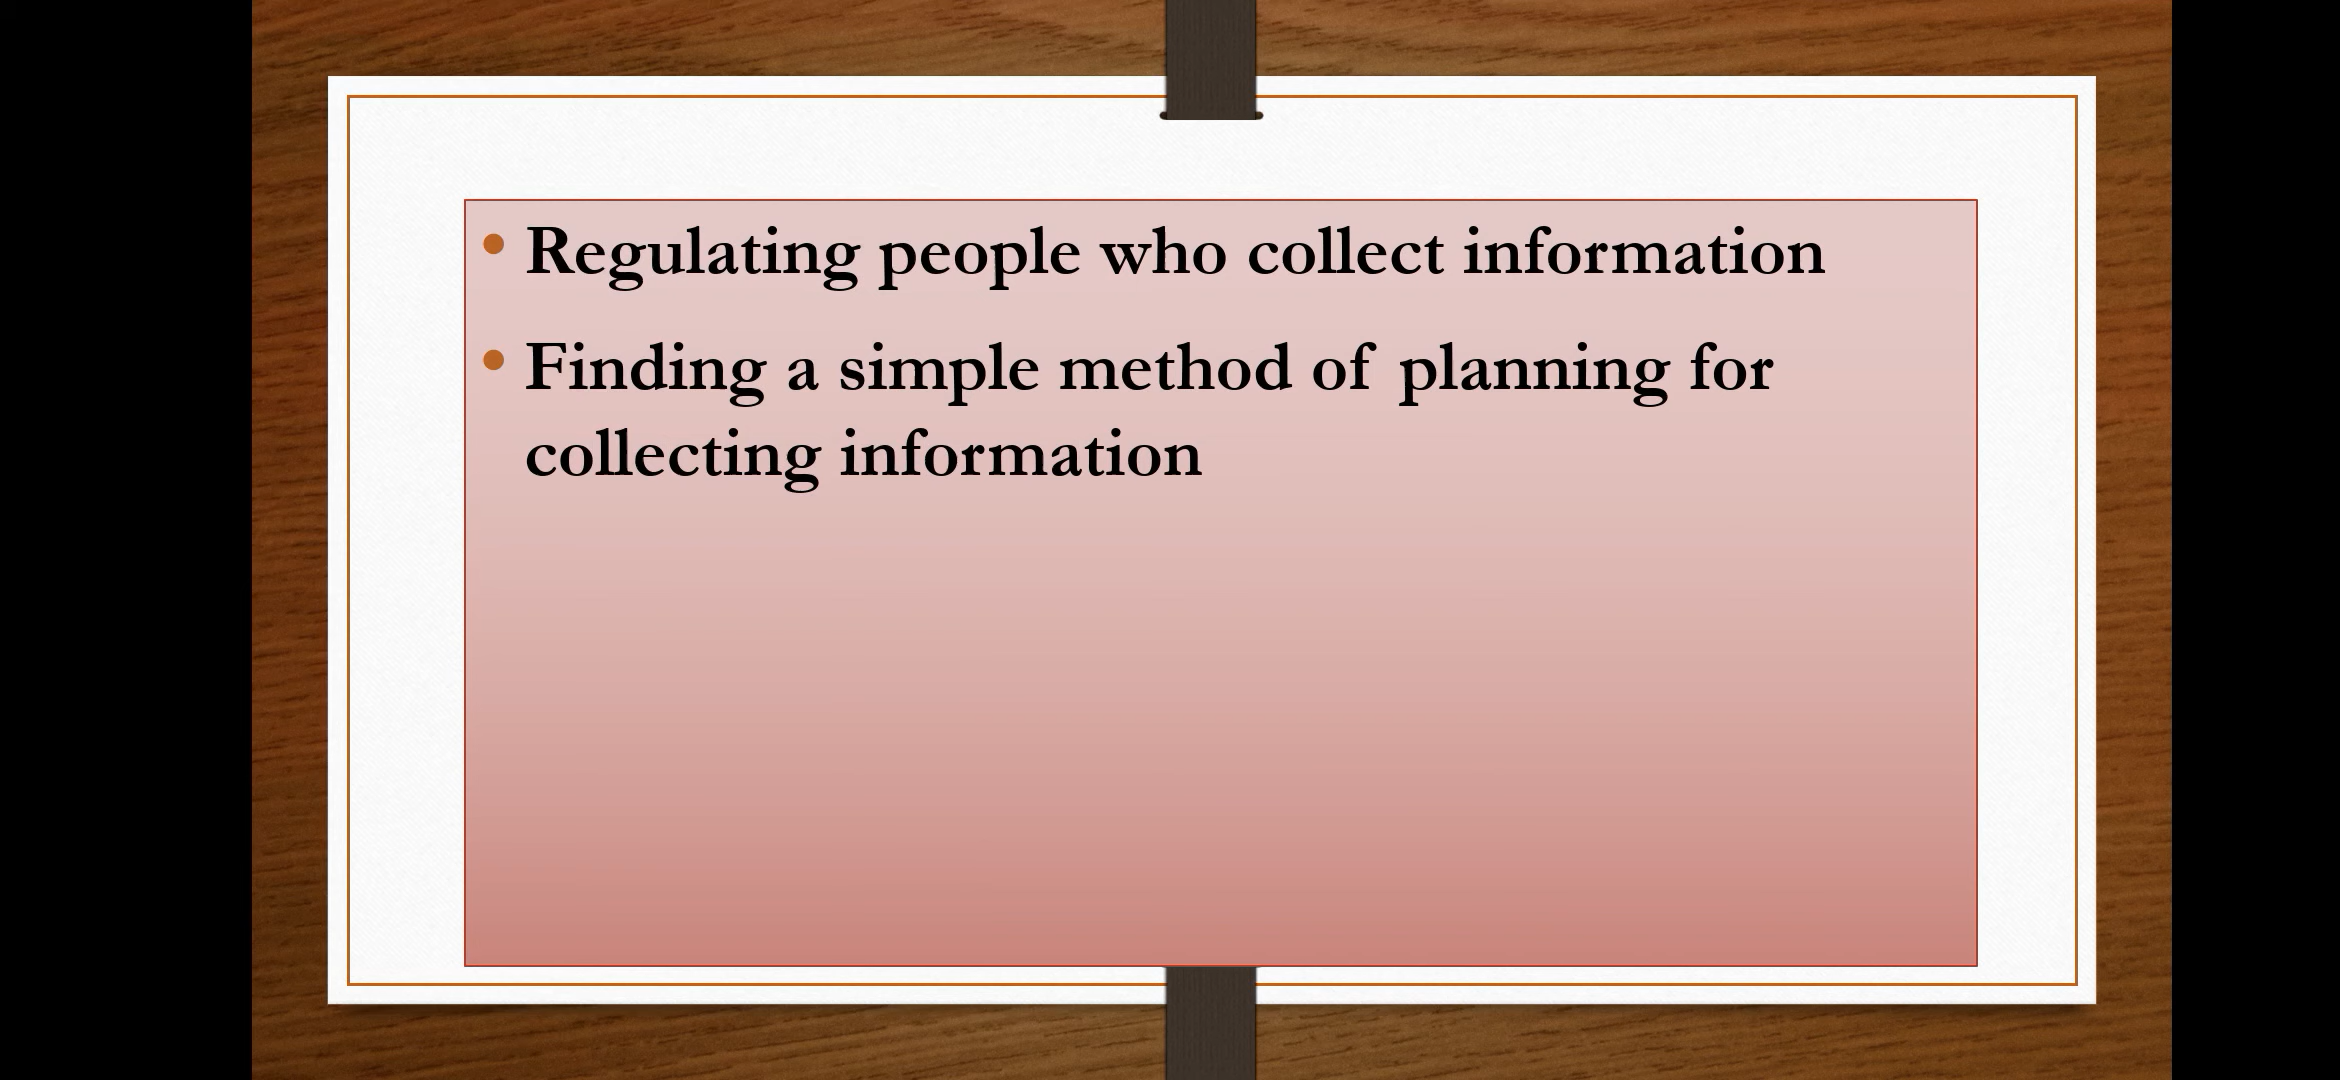 • Regulating people who collect information
• Finding a simple method of planning for
collecting information